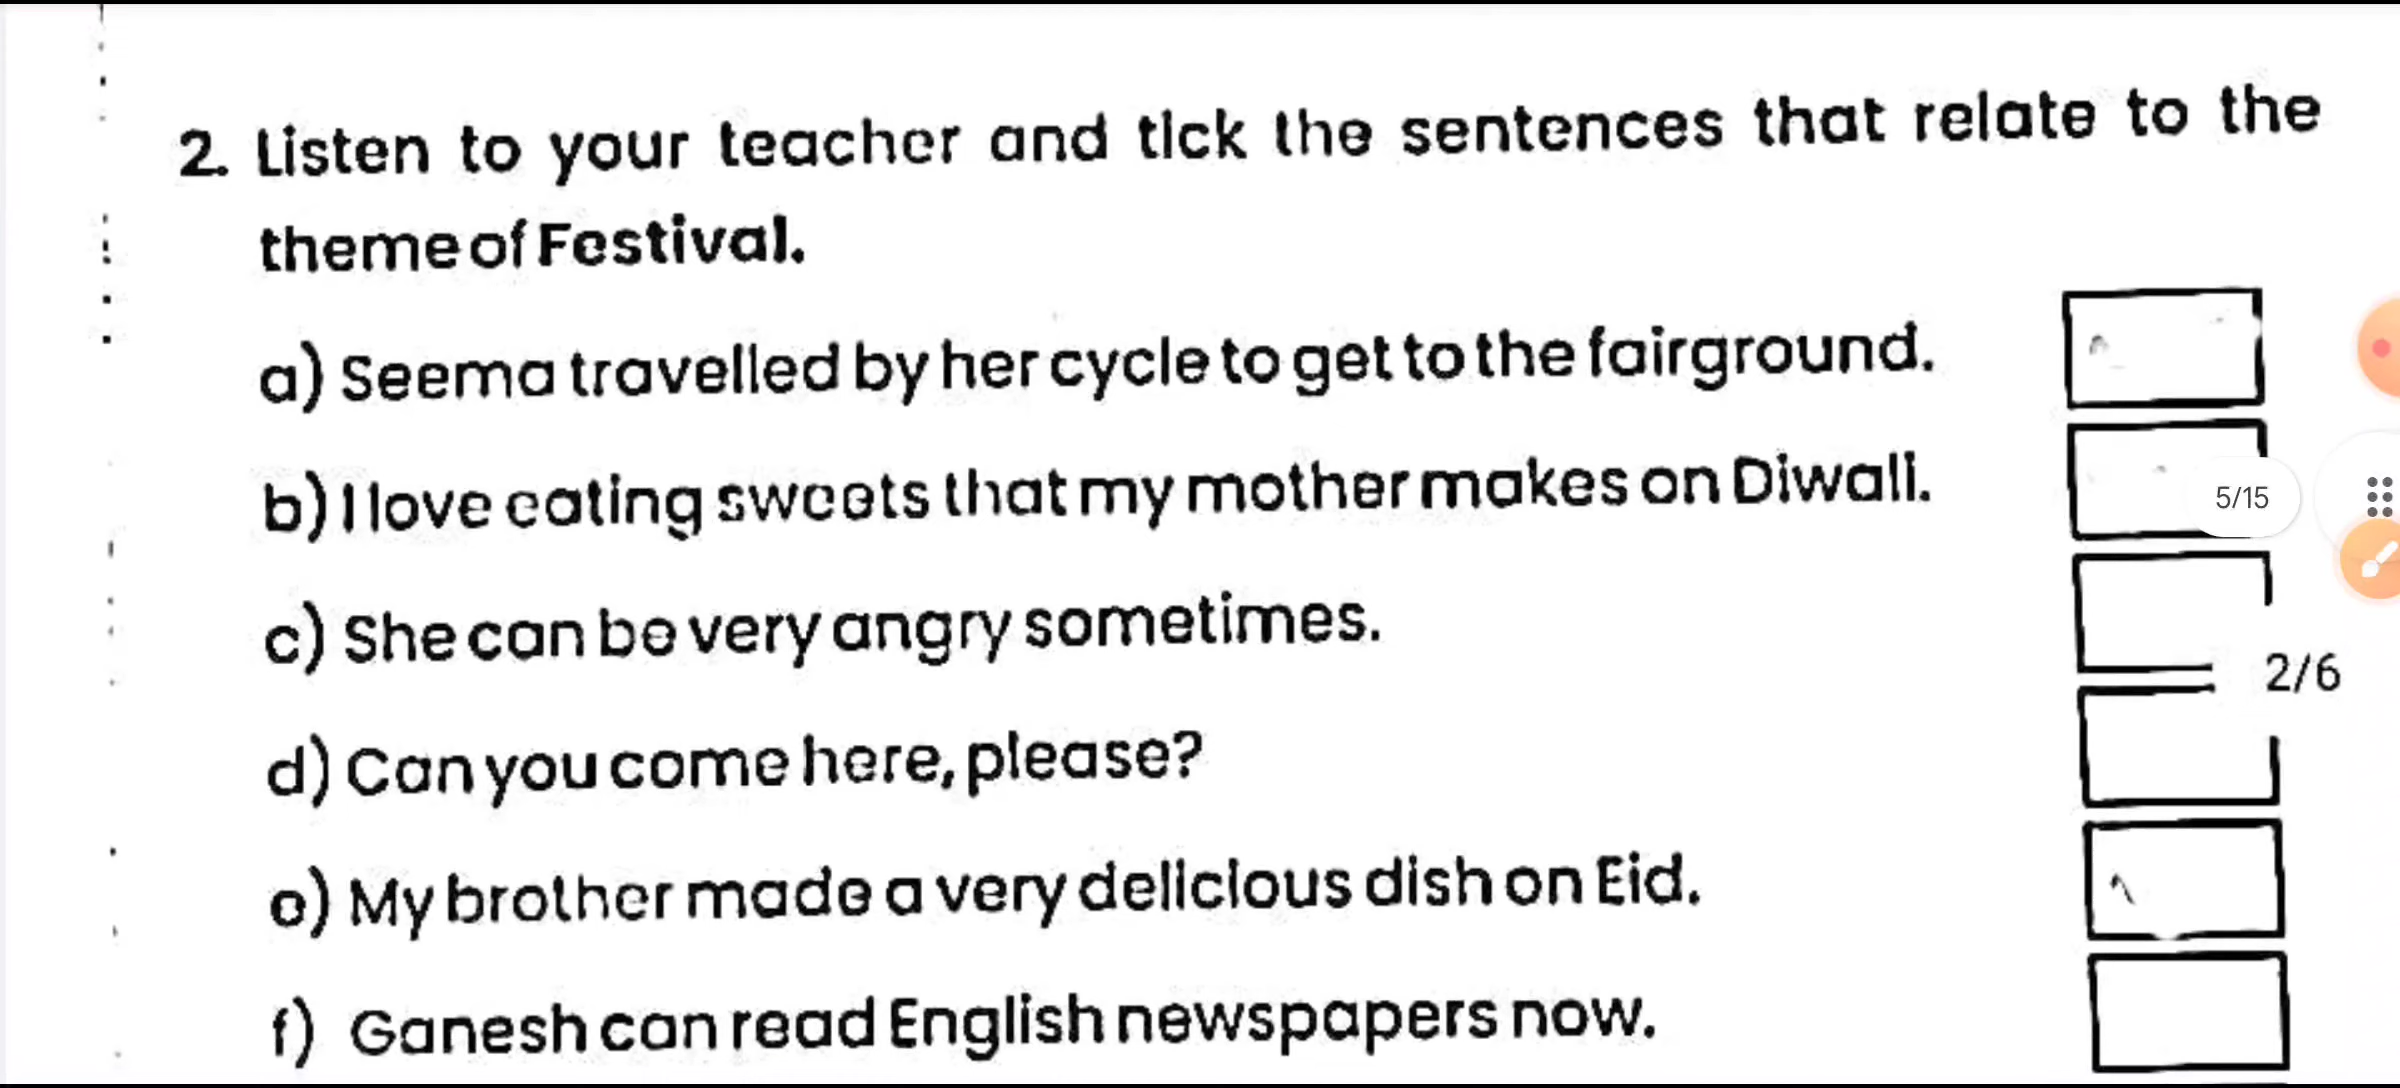 2. Listen to your teacher and tick the sentences that relate to the
theme of Festival.
a) Seema travelled by her cycle to get to the fairground.
b) I love eating sweets that my mother makes on Diwali.
5/15
c) She can be very angry sometimes.
2/6
d) Can you come here, please?
e) My brother made a very delicious dish on Eid.
f) Ganesh can read English newspapers now.